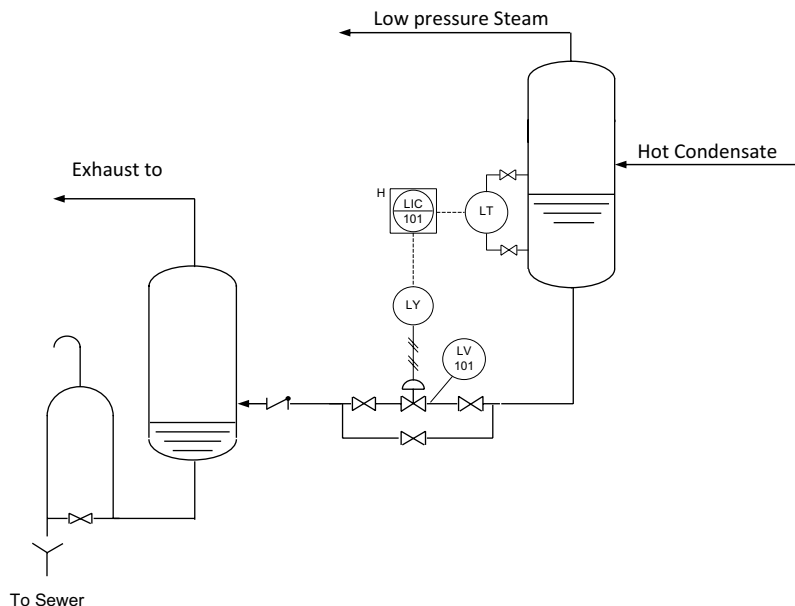 Low pressure Steam
Exhaust to
Hot Condensate
H
LIC
101
LT
LY
LV
101
To Sewer